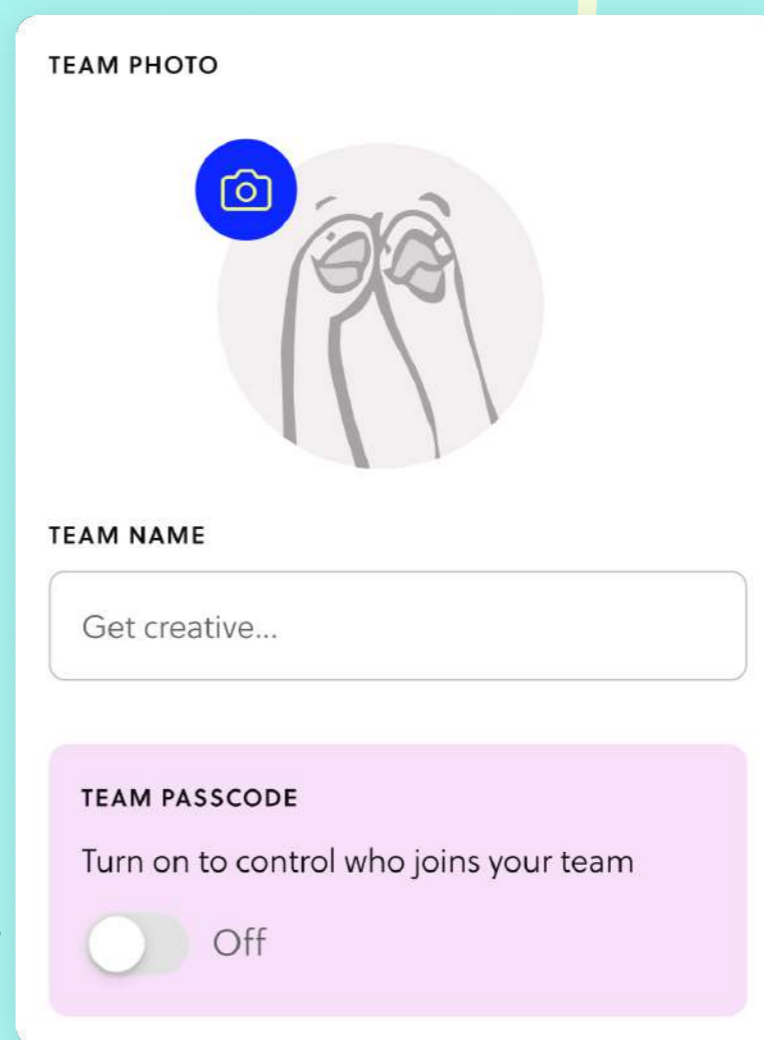 TEAM PHOTO
TEAM NAME
Get creative...
TEAM PASSCODE
Turn on to control who joins your team
Off